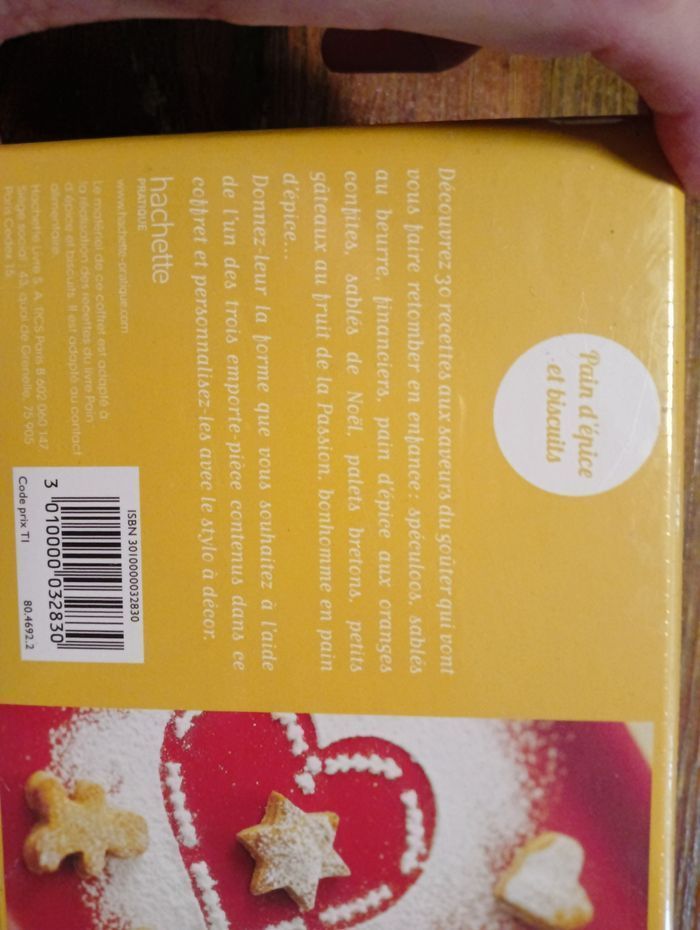 Pain d'épice
et biscuits
Découvrez 30 recettes aux saveurs du goûter qui vont
vous faire retomber en enfance : spéculoos, sablés
au beurre, financiers, pain d'épice aux oranges
confites, sablés de Noël, palets bretons, petits
gâteaux au fruit de la Passion, bonhomme en pain
d'épice...
Donnez-leur la forme que vous souhaitez à l'aide
de l'un des trois emporte-pièce contenus dans ce
coffret et personnalisez-les avec le stylo à décor.
hachette
PRATIQUE
www.hachette-pratique.com
Le matériel de ce coffret est adapté à
la réalisation des recettes du livre Pain
d'épice et biscuits. Il est adapté au contact
alimentaire.
Hachette Livre S. A. RCS Paris B 602 060 147.
Siège social : 43, quai de Grenelle, 75 905
Paris Cedex 15
ISBN 3010000032830
3 010000 032830
Code prix T1 80.4692.2